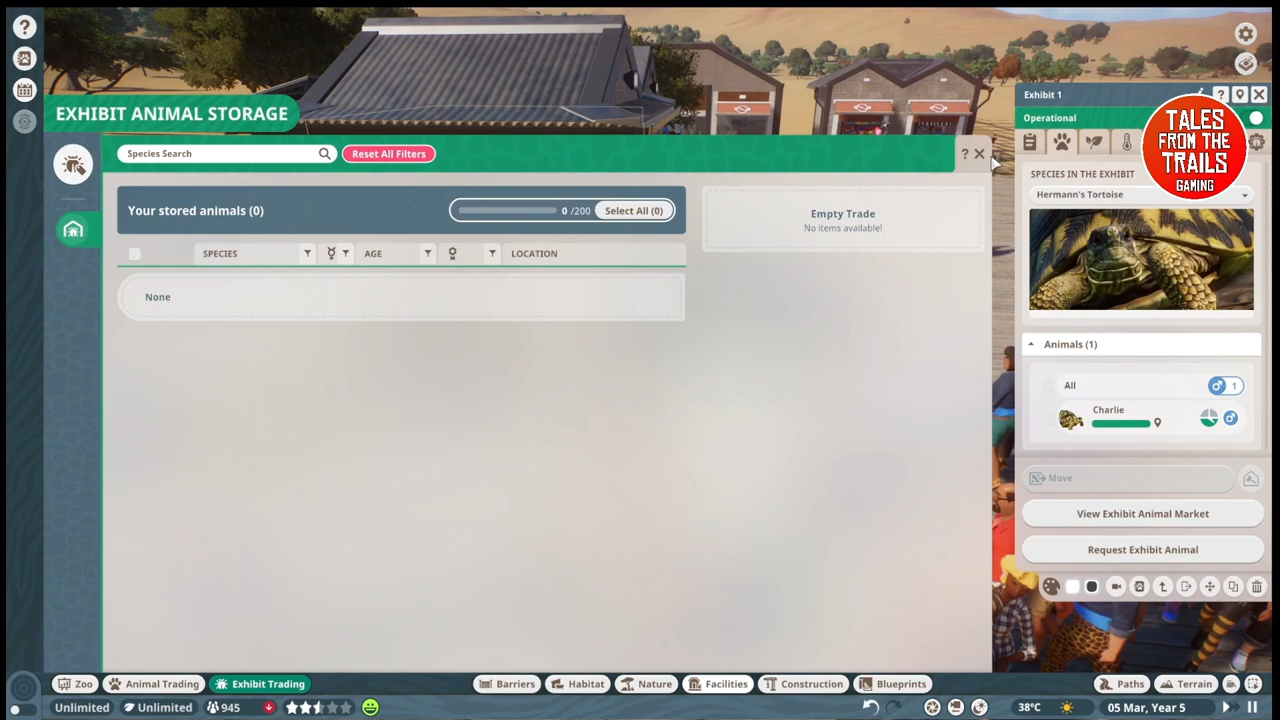 EXHIBIT ANIMAL STORAGE
Species Search
Reset All Filters
?
Your stored animals (0)
0 /200
Select All (0)
SPECIES
AGE
LOCATION
None
Empty Trade
No items available!
Exhibit 1
?
Operational
TALES
FROM THE
TRAILS
GAMING
SPECIES IN THE EXHIBIT
Hermann's Tortoise
Animals (1)
All
1
Charlie
Move
View Exhibit Animal Market
Request Exhibit Animal
Zoo
Animal Trading
Exhibit Trading
Barriers
Habitat
Nature
Facilities
Construction
Blueprints
Paths
Terrain
Unlimited
Unlimited
945
38°C
05 Mar, Year 5